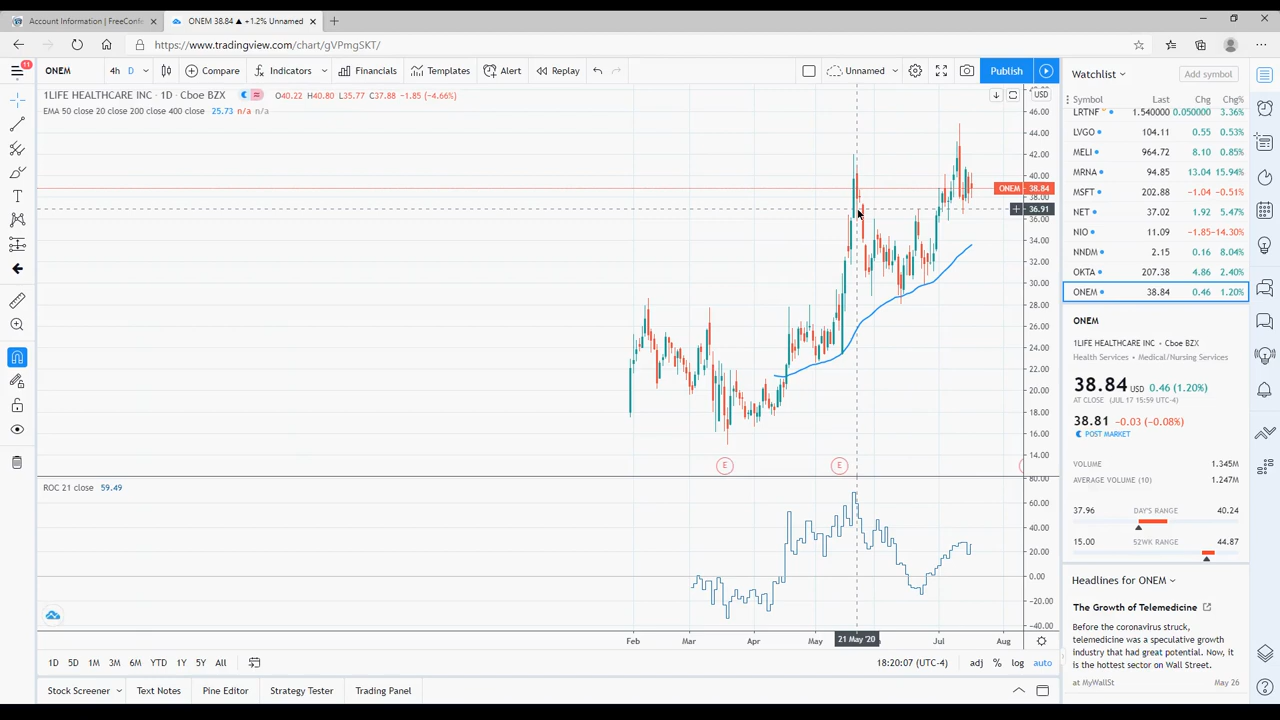 Account Information | FreeConfe
ONEM 38.84 ▲ +1.2% Unnamed
https://www.tradingview.com/chart/gVPmgSKT/
11
ONEM 4h D Compare Indicators Financials Templates Alert Replay Unnamed Publish
1LIFE HEALTHCARE INC · 1D · Cboe BZX O40.22 H40.80 L35.77 C37.88 -1.85 (-4.66%)
EMA 50 close 20 close 200 close 400 close 25.73 n/a n/a
USD
46.00
44.00
42.00
40.00
ONEM 38.84
38.00
36.91
36.00
34.00
32.00
30.00
28.00
26.00
24.00
22.00
20.00
18.00
16.00
14.00
E E
ROC 21 close 59.49
80.00
60.00
40.00
20.00
0.00
-20.00
-40.00
Feb Mar Apr May 21 May '20 Jul Aug
1D 5D 1M 3M 6M YTD 1Y 5Y All
18:20:07 (UTC-4) adj % log auto
Stock Screener Text Notes Pine Editor Strategy Tester Trading Panel
Watchlist Add symbol
Symbol Last Chg Chg%
LRTNF 1.540000 0.050000 3.36%
LVGO 104.11 0.55 0.53%
MELI 964.72 8.10 0.85%
MRNA 94.85 13.04 15.94%
MSFT 202.88 -1.04 -0.51%
NET 37.02 1.92 5.47%
NIO 11.09 -1.85 -14.30%
NNDM 2.15 0.16 8.04%
OKTA 207.38 4.86 2.40%
ONEM 38.84 0.46 1.20%
ONEM
1LIFE HEALTHCARE INC • Cboe BZX
Health Services • Medical/Nursing Services
38.84 USD 0.46 (1.20%)
AT CLOSE (JUL 17 15:59 UTC-4)
38.81 -0.03 (-0.08%)
POST MARKET
VOLUME 1.345M
AVERAGE VOLUME (10) 1.247M
37.96 DAY'S RANGE 40.24
15.00 52WK RANGE 44.87
Headlines for ONEM
The Growth of Telemedicine
Before the coronavirus struck,
telemedicine was a speculative growth
industry that had great potential. Now, it
is the hottest sector on Wall Street.
at MyWallSt May 26